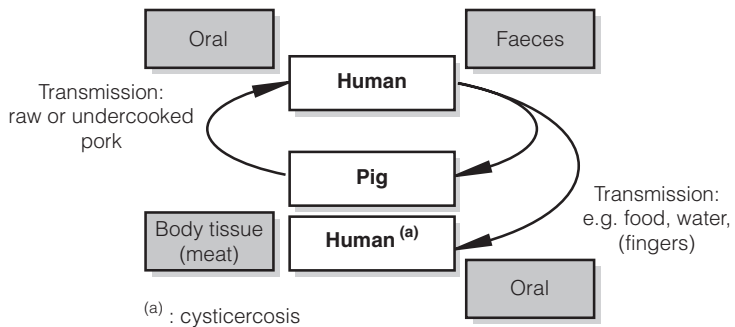 Oral
Faeces
Human
Transmission:
raw or undercooked
pork
Pig
Transmission:
e.g. food, water,
(fingers)
Body tissue
(meat)
Human (a)
Oral
(a) : cysticercosis